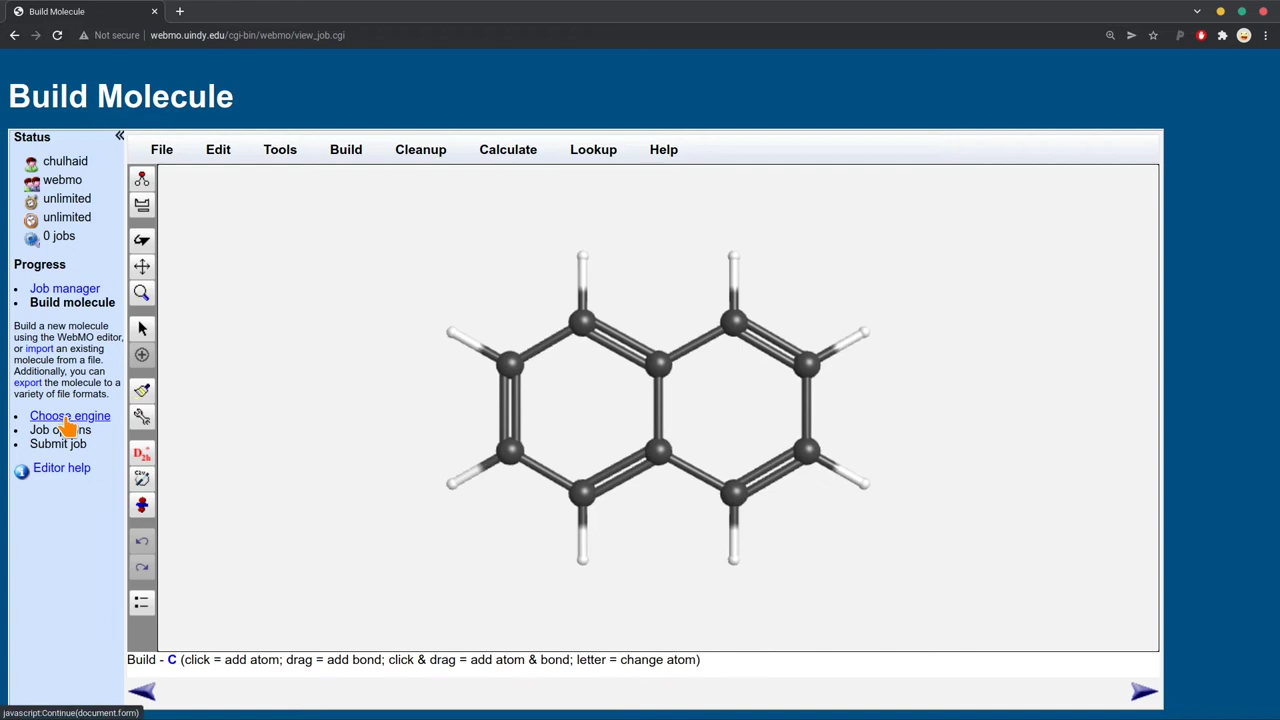 Build Molecule
Not secure
webmo.uindy.edu/cgi-bin/webmo/view_job.cgi
Build Molecule
Status
chulhaid
webmo
unlimited
unlimited
0 jobs
Progress
Job manager
Build molecule
Build a new molecule
using the WebMO editor,
or import an existing
molecule from a file.
Additionally, you can
export the molecule to a
variety of file formats.
Choose engine
Job options
Submit job
Editor help
File Edit Tools Build Cleanup Calculate Lookup Help
D2h
Build - C (click = add atom; drag = add bond; click & drag = add atom & bond; letter = change atom)
javascript:Continue(document.form)